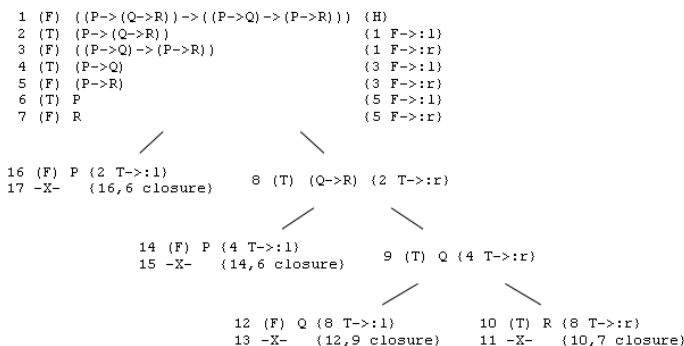 1 (F) ((P->(Q->R))->((P->Q)->(P->R))) {H}
2 (T) (P->(Q->R)) {1 F->:l}
3 (F) ((P->Q)->(P->R)) {1 F->:r}
4 (T) (P->Q) {3 F->:l}
5 (F) (P->R) {3 F->:r}
6 (T) P {5 F->:l}
7 (F) R {5 F->:r}
16 (F) P {2 T->:l}
17 -X- {16,6 closure}
8 (T) (Q->R) {2 T->:r}
14 (F) P {4 T->:l}
15 -X- {14,6 closure}
9 (T) Q {4 T->:r}
12 (F) Q {8 T->:l}
13 -X- {12,9 closure}
10 (T) R {8 T->:r}
11 -X- {10,7 closure}